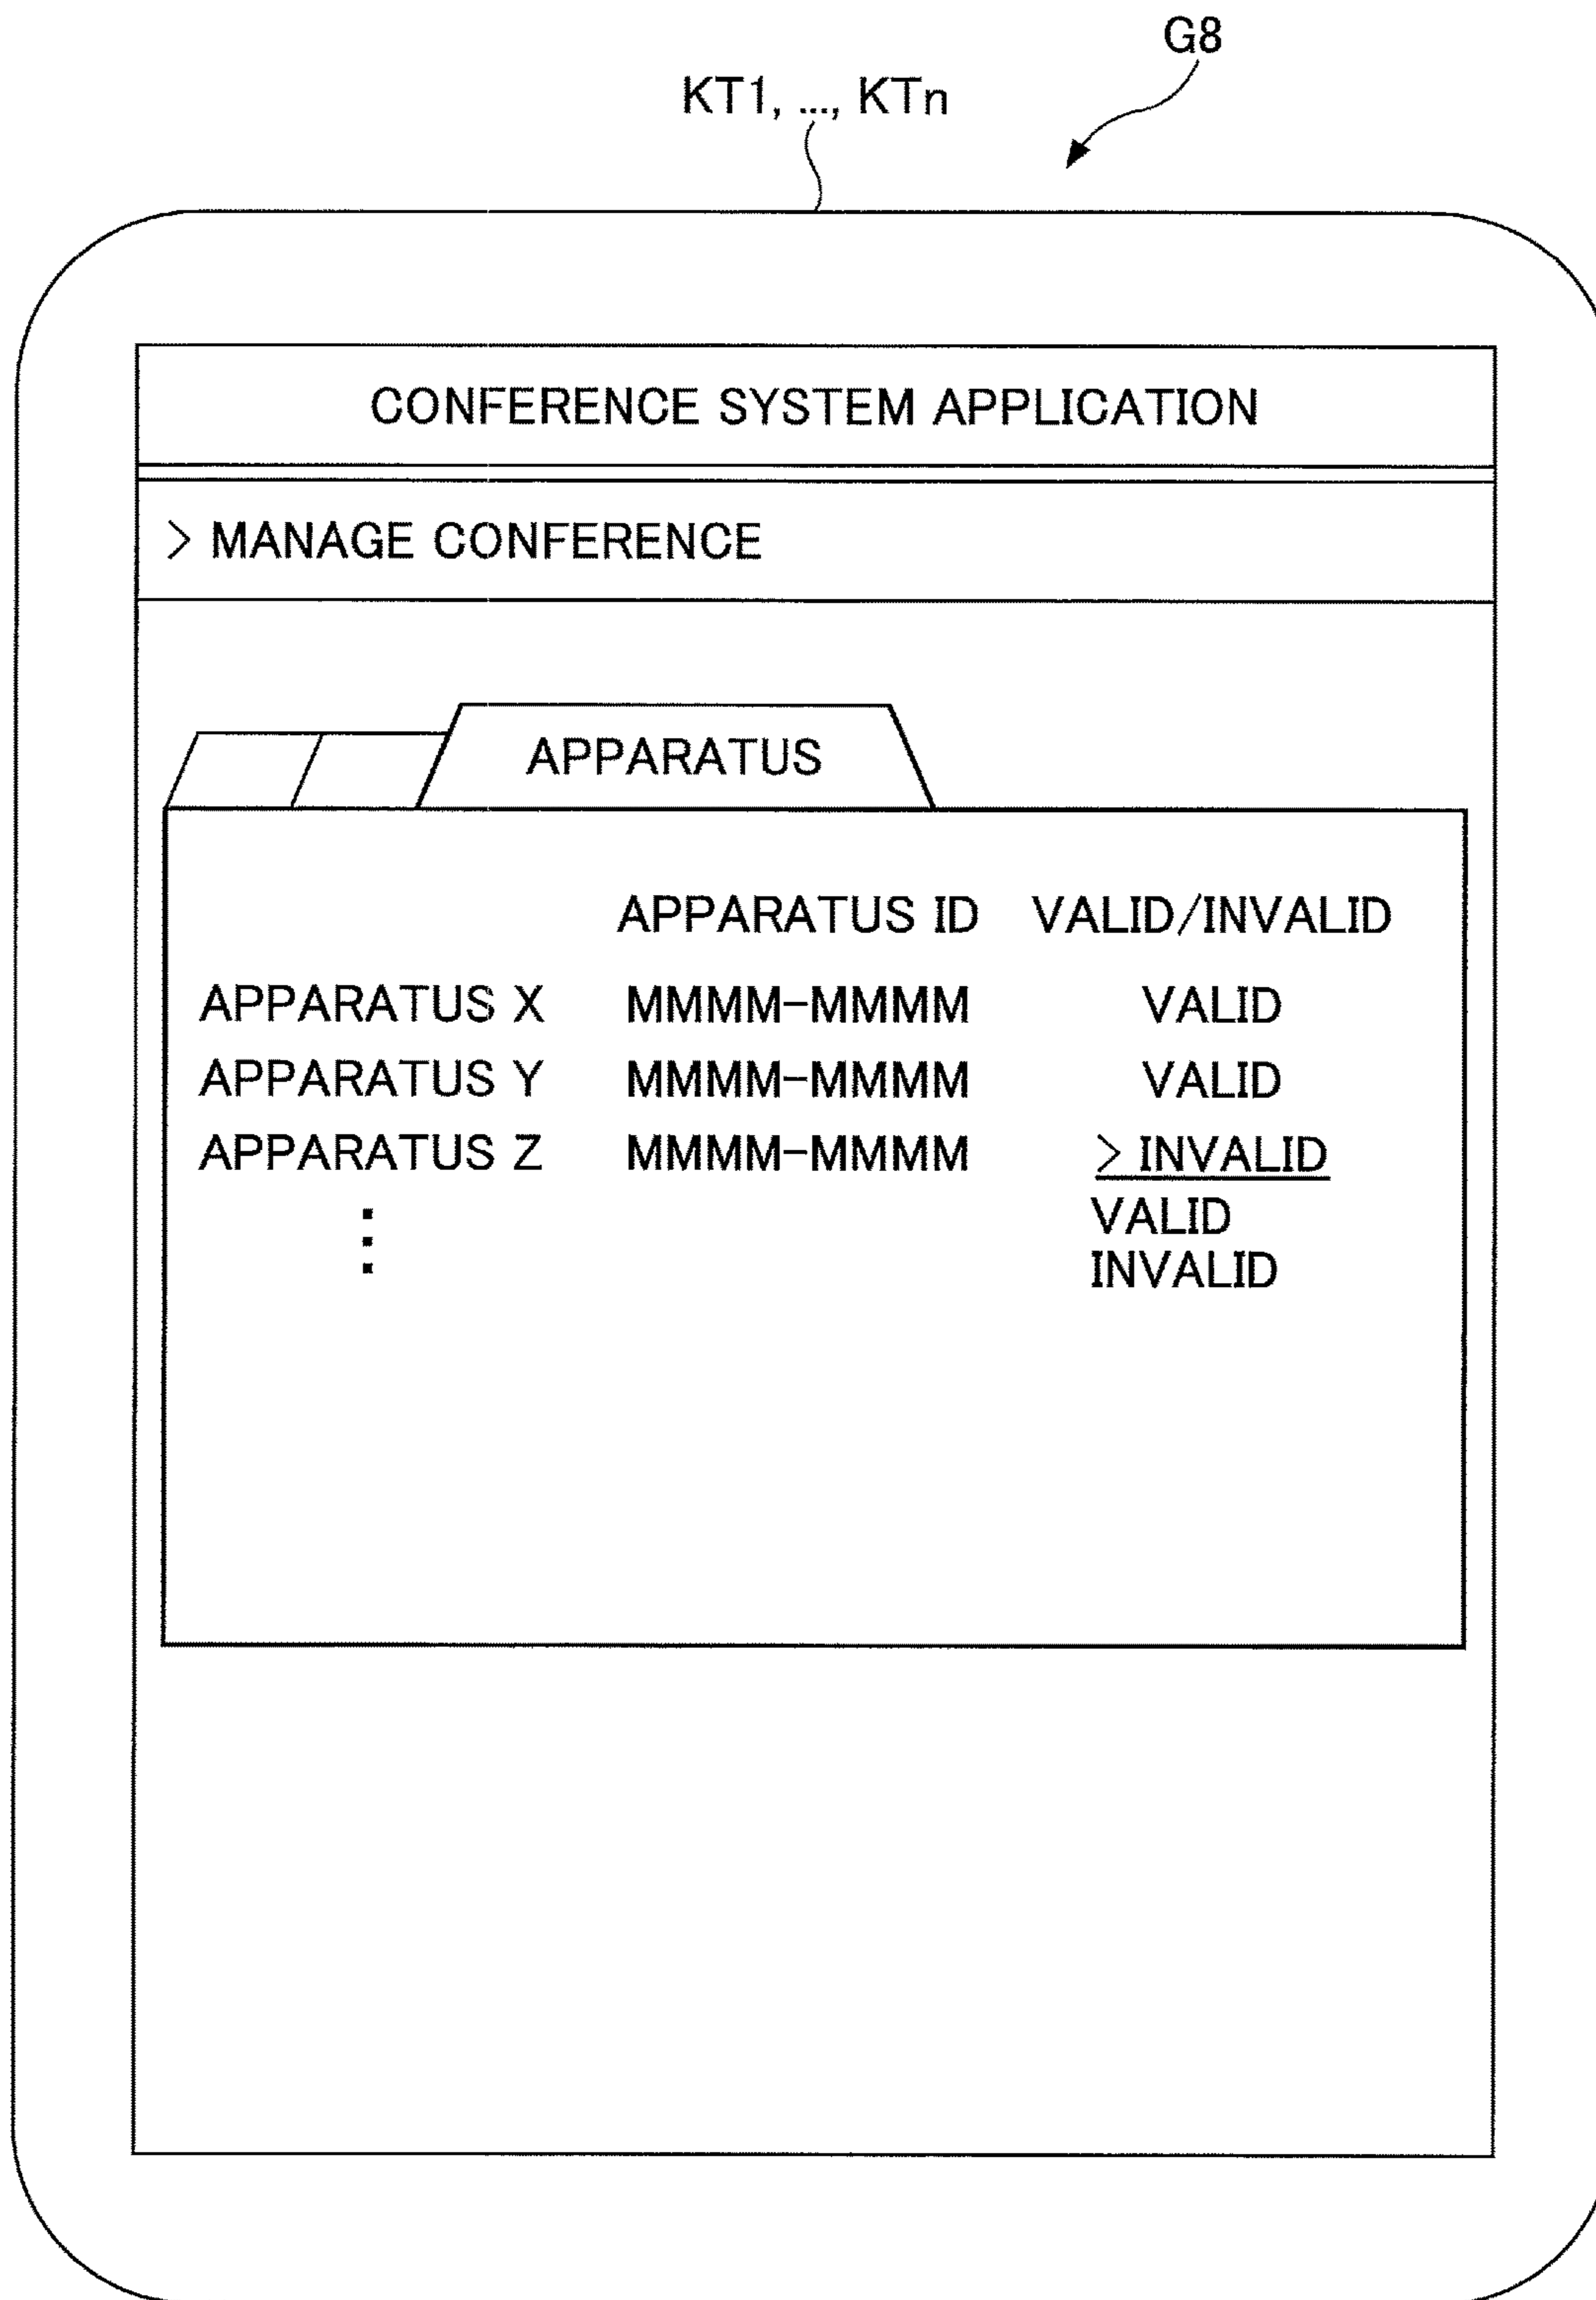 G8
KT1, ..., KTn
CONFERENCE SYSTEM APPLICATION
> MANAGE CONFERENCE
APPARATUS
APPARATUS ID VALID/INVALID
APPARATUS X MMMM-MMMM VALID
APPARATUS Y MMMM-MMMM VALID
APPARATUS Z MMMM-MMMM > INVALID
VALID
INVALID